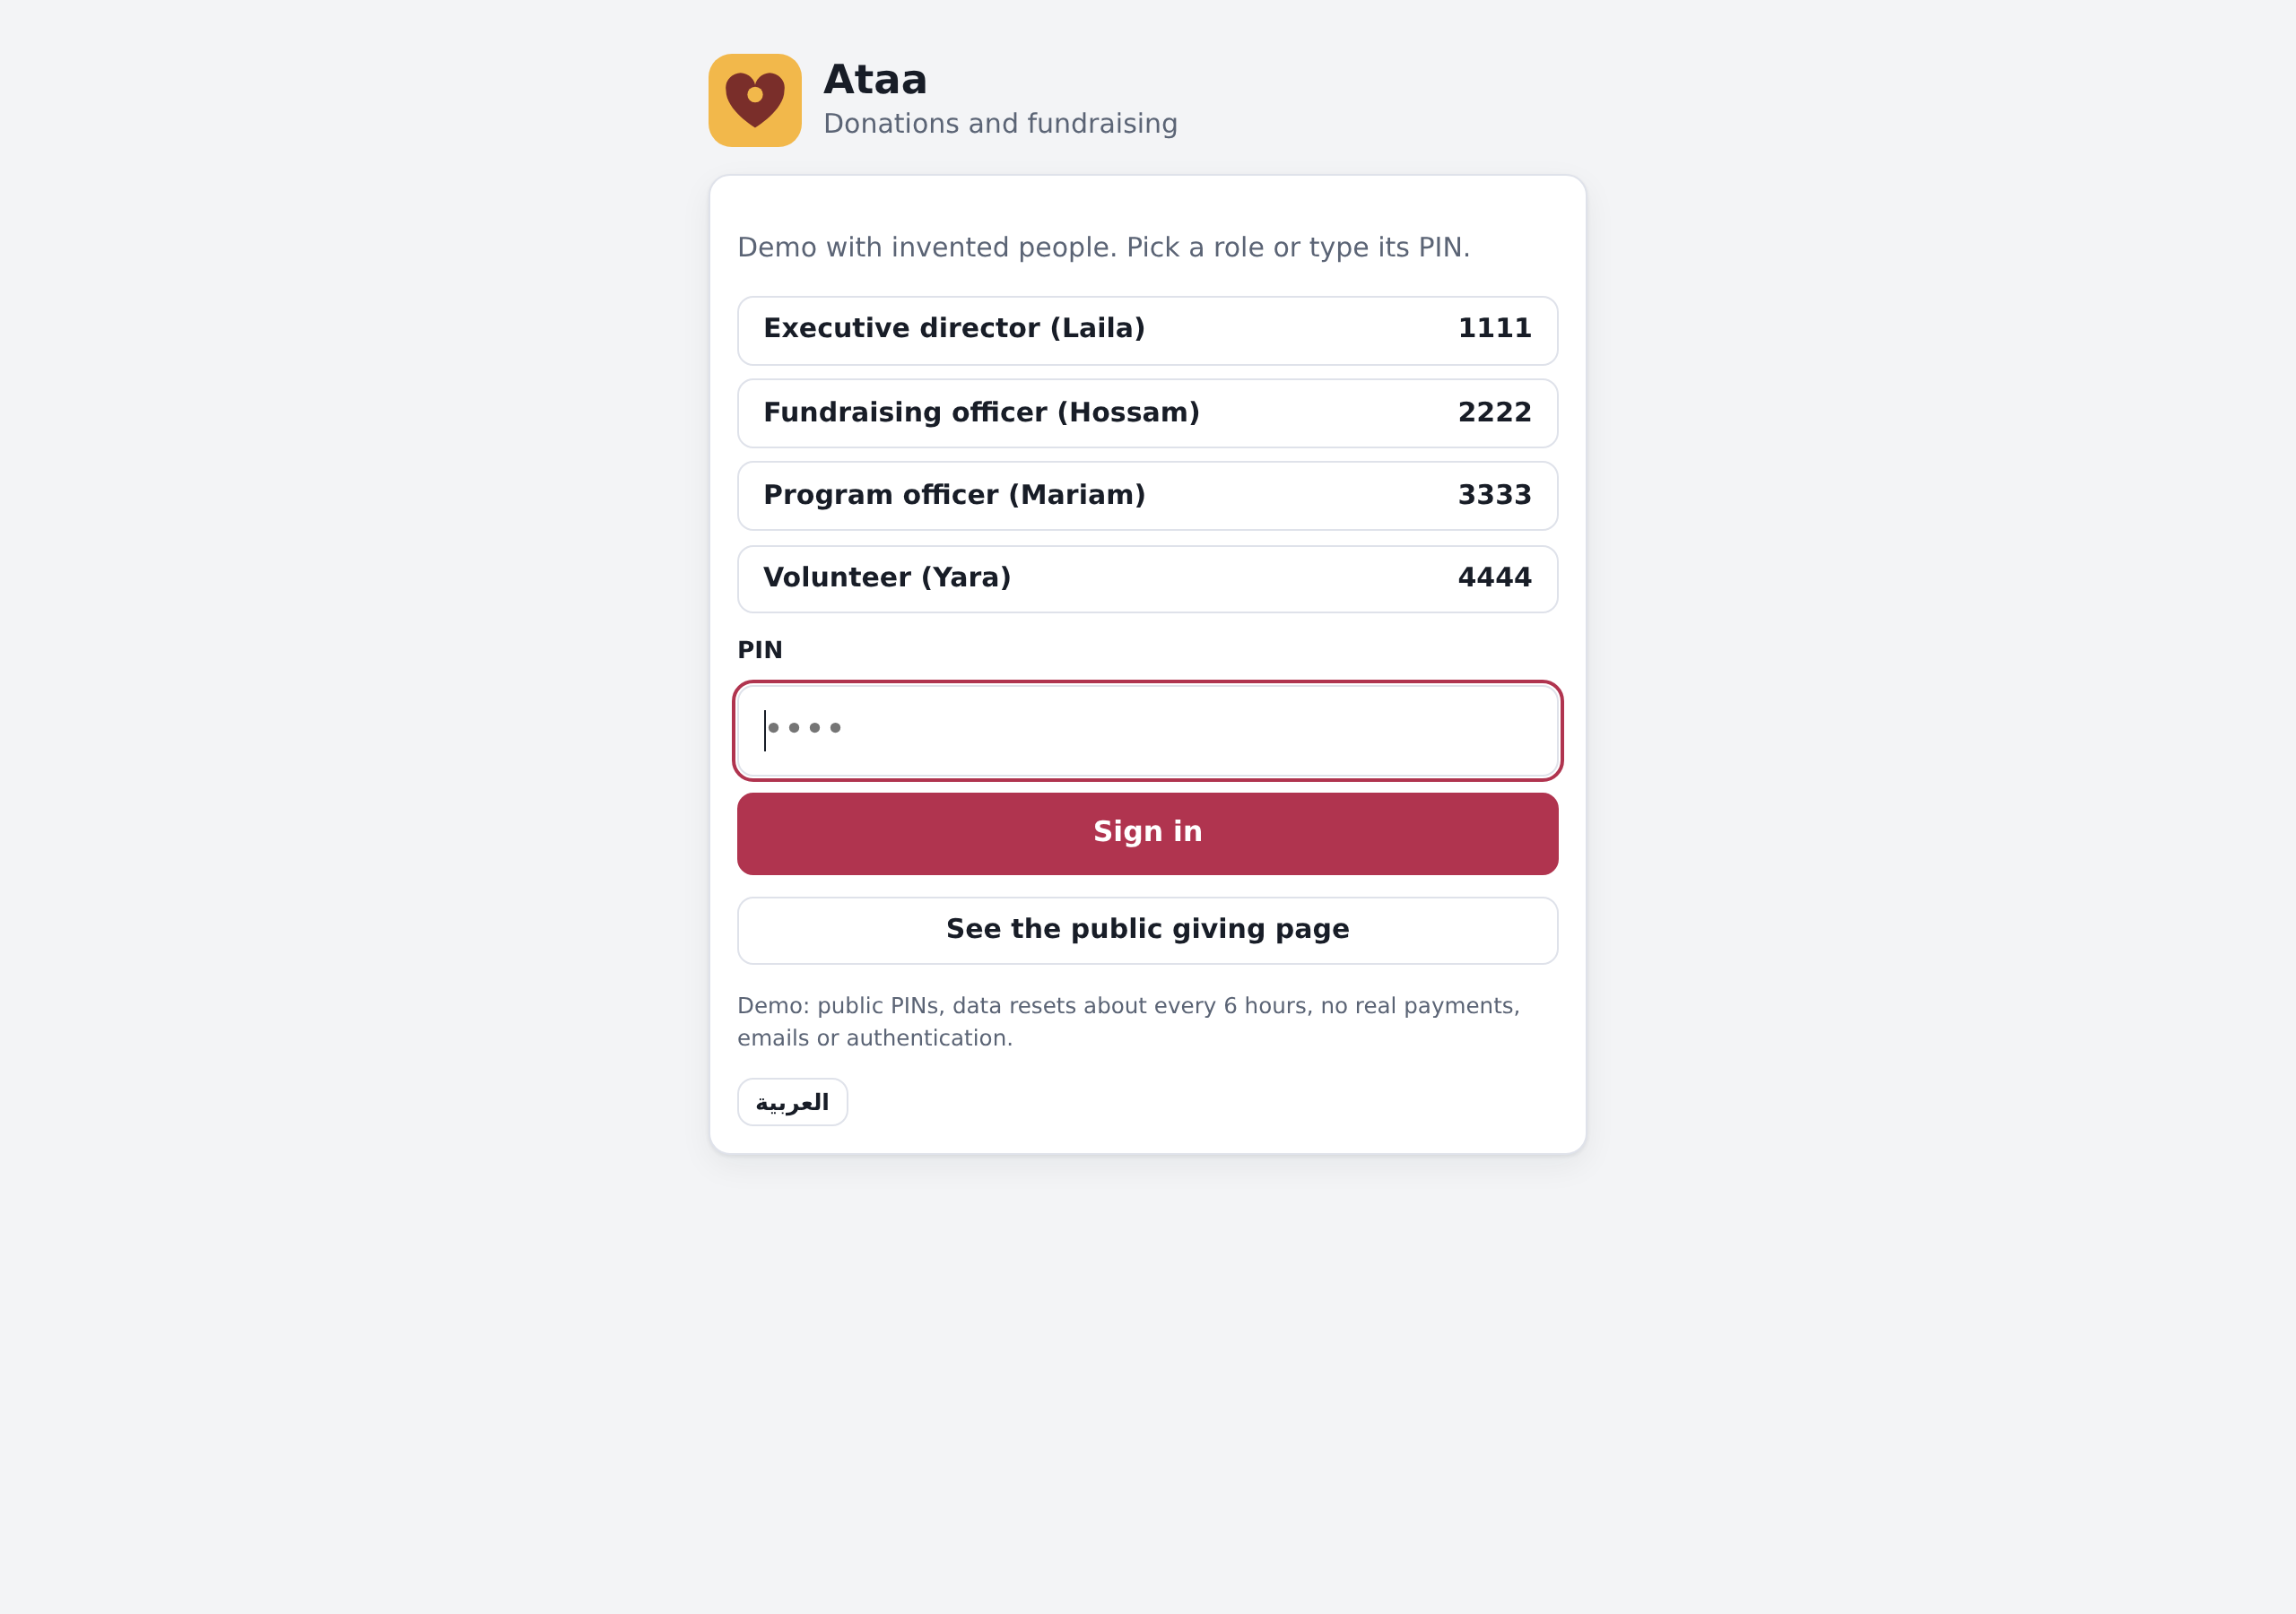 Ataa
Donations and fundraising
Demo with invented people. Pick a role or type its PIN.
Executive director (Laila) 1111
Fundraising officer (Hossam) 2222
Program officer (Mariam) 3333
Volunteer (Yara) 4444
PIN
••••
Sign in
See the public giving page
Demo: public PINs, data resets about every 6 hours, no real payments,
emails or authentication.
العربية